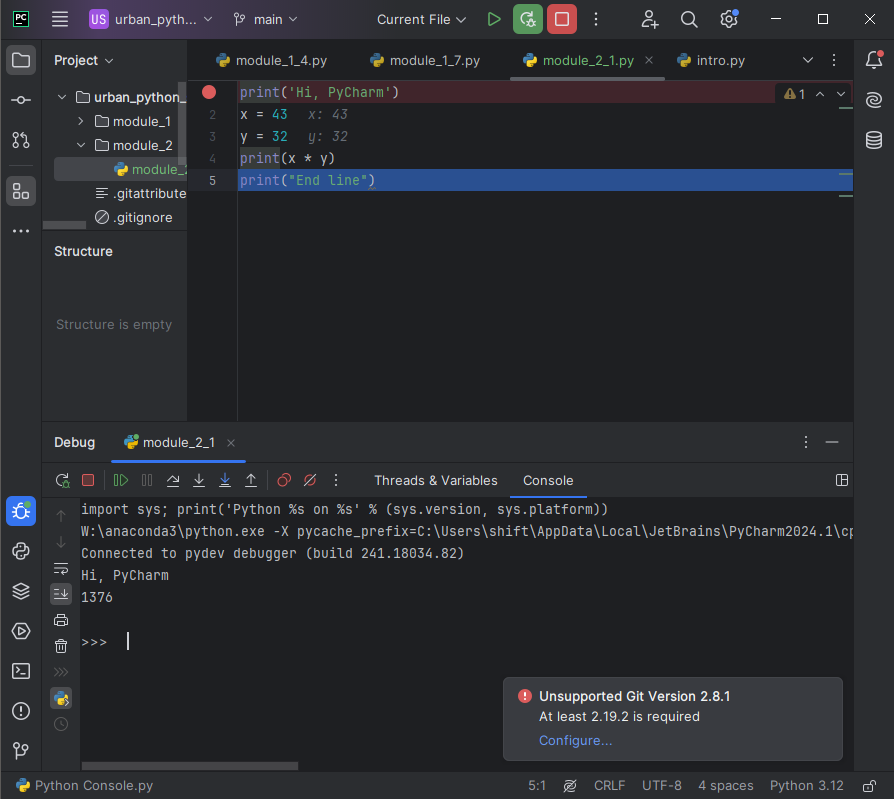 PC
US urban_pyth... main Current File
Project
module_1_4.py module_1_7.py module_2_1.py intro.py
urban_python_
module_1
module_2
module_2
.gitattribute
.gitignore
print('Hi, PyCharm') 1
2 x = 43 x: 43
3 y = 32 y: 32
4 print(x * y)
5 print("End line")
Structure
Structure is empty
Debug module_2_1
Threads & Variables Console
import sys; print('Python %s on %s' % (sys.version, sys.platform))
W:\anaconda3\python.exe -X pycache_prefix=C:\Users\shift\AppData\Local\JetBrains\PyCharm2024.1\cp
Connected to pydev debugger (build 241.18034.82)
Hi, PyCharm
1376
>>>
Unsupported Git Version 2.8.1
At least 2.19.2 is required
Configure...
Python Console.py 5:1 CRLF UTF-8 4 spaces Python 3.12